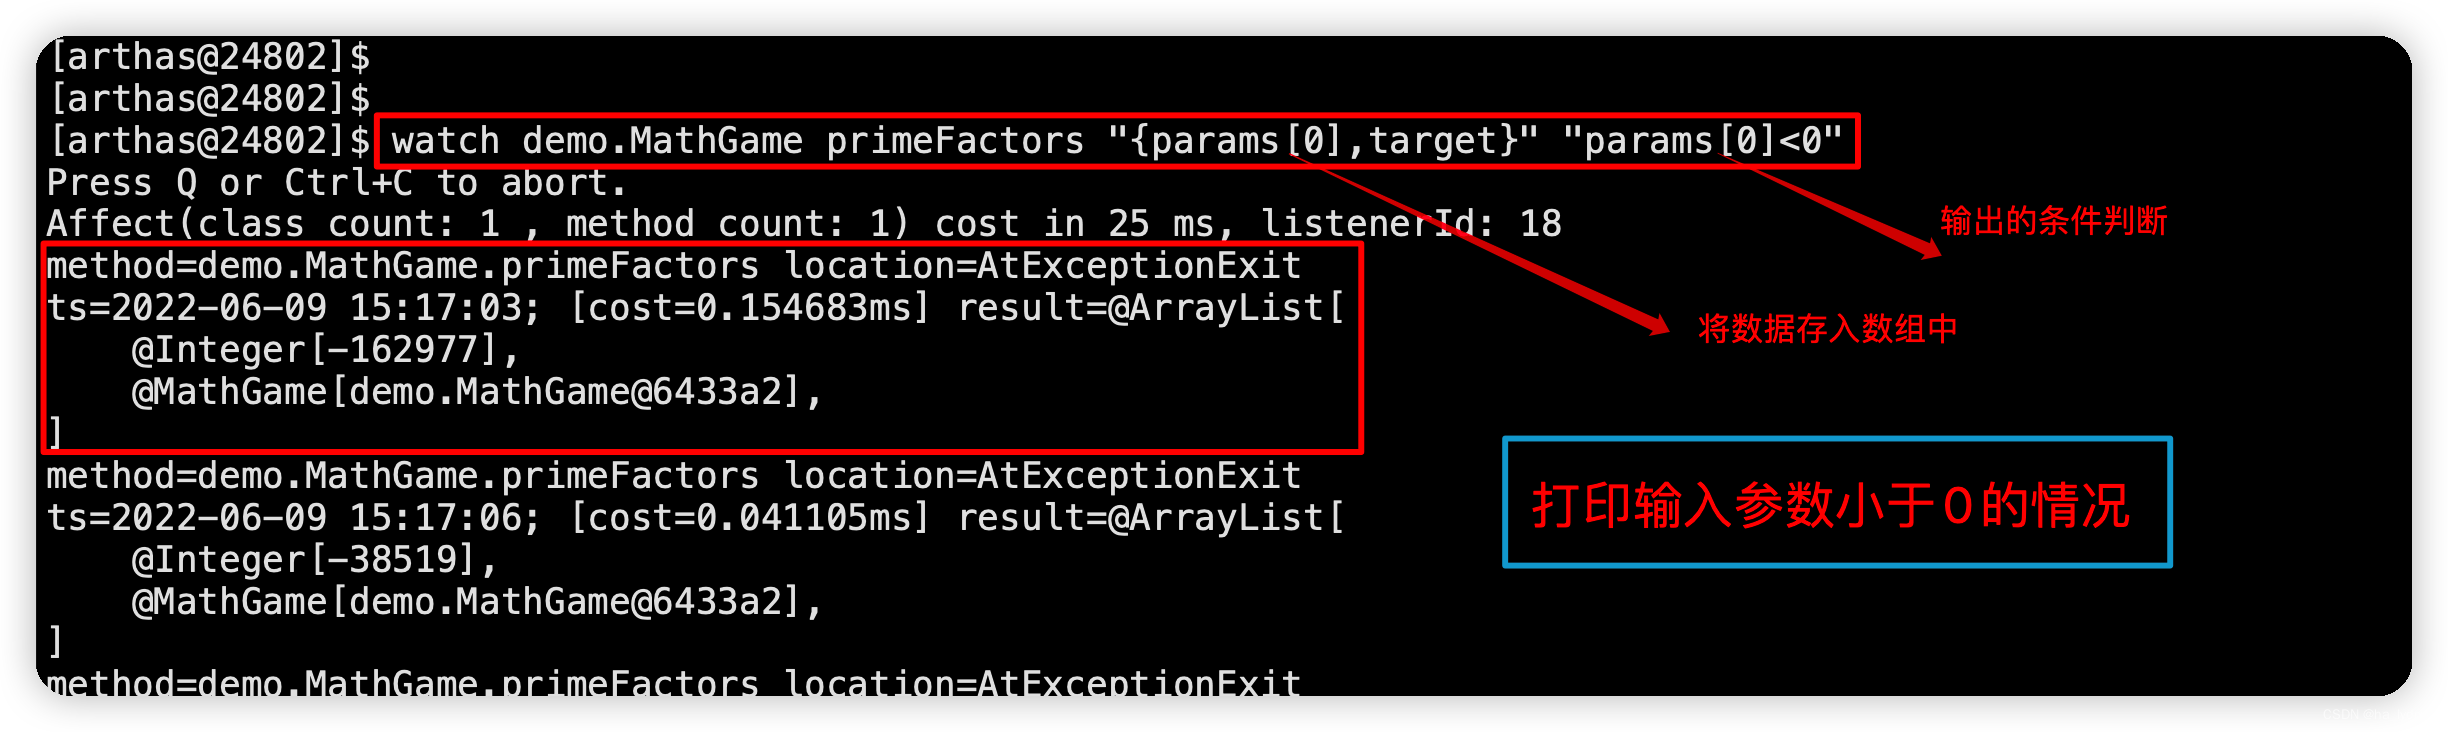 [arthas@24802]$
[arthas@24802]$
[arthas@24802]$ watch demo.MathGame primeFactors "{params[0],target}" "params[0]<0"
Press Q or Ctrl+C to abort.
Affect(class count: 1 , method count: 1) cost in 25 ms, listenerId: 18
输出的条件判断
method=demo.MathGame.primeFactors location=AtExceptionExit
ts=2022-06-09 15:17:03; [cost=0.154683ms] result=@ArrayList[
将数据存入数组中
    @Integer[-162977],
    @MathGame[demo.MathGame@6433a2],
]
method=demo.MathGame.primeFactors location=AtExceptionExit
ts=2022-06-09 15:17:06; [cost=0.041105ms] result=@ArrayList[
打印输入参数小于0的情况
    @Integer[-38519],
    @MathGame[demo.MathGame@6433a2],
]
method=demo.MathGame.primeFactors location=AtExceptionExit